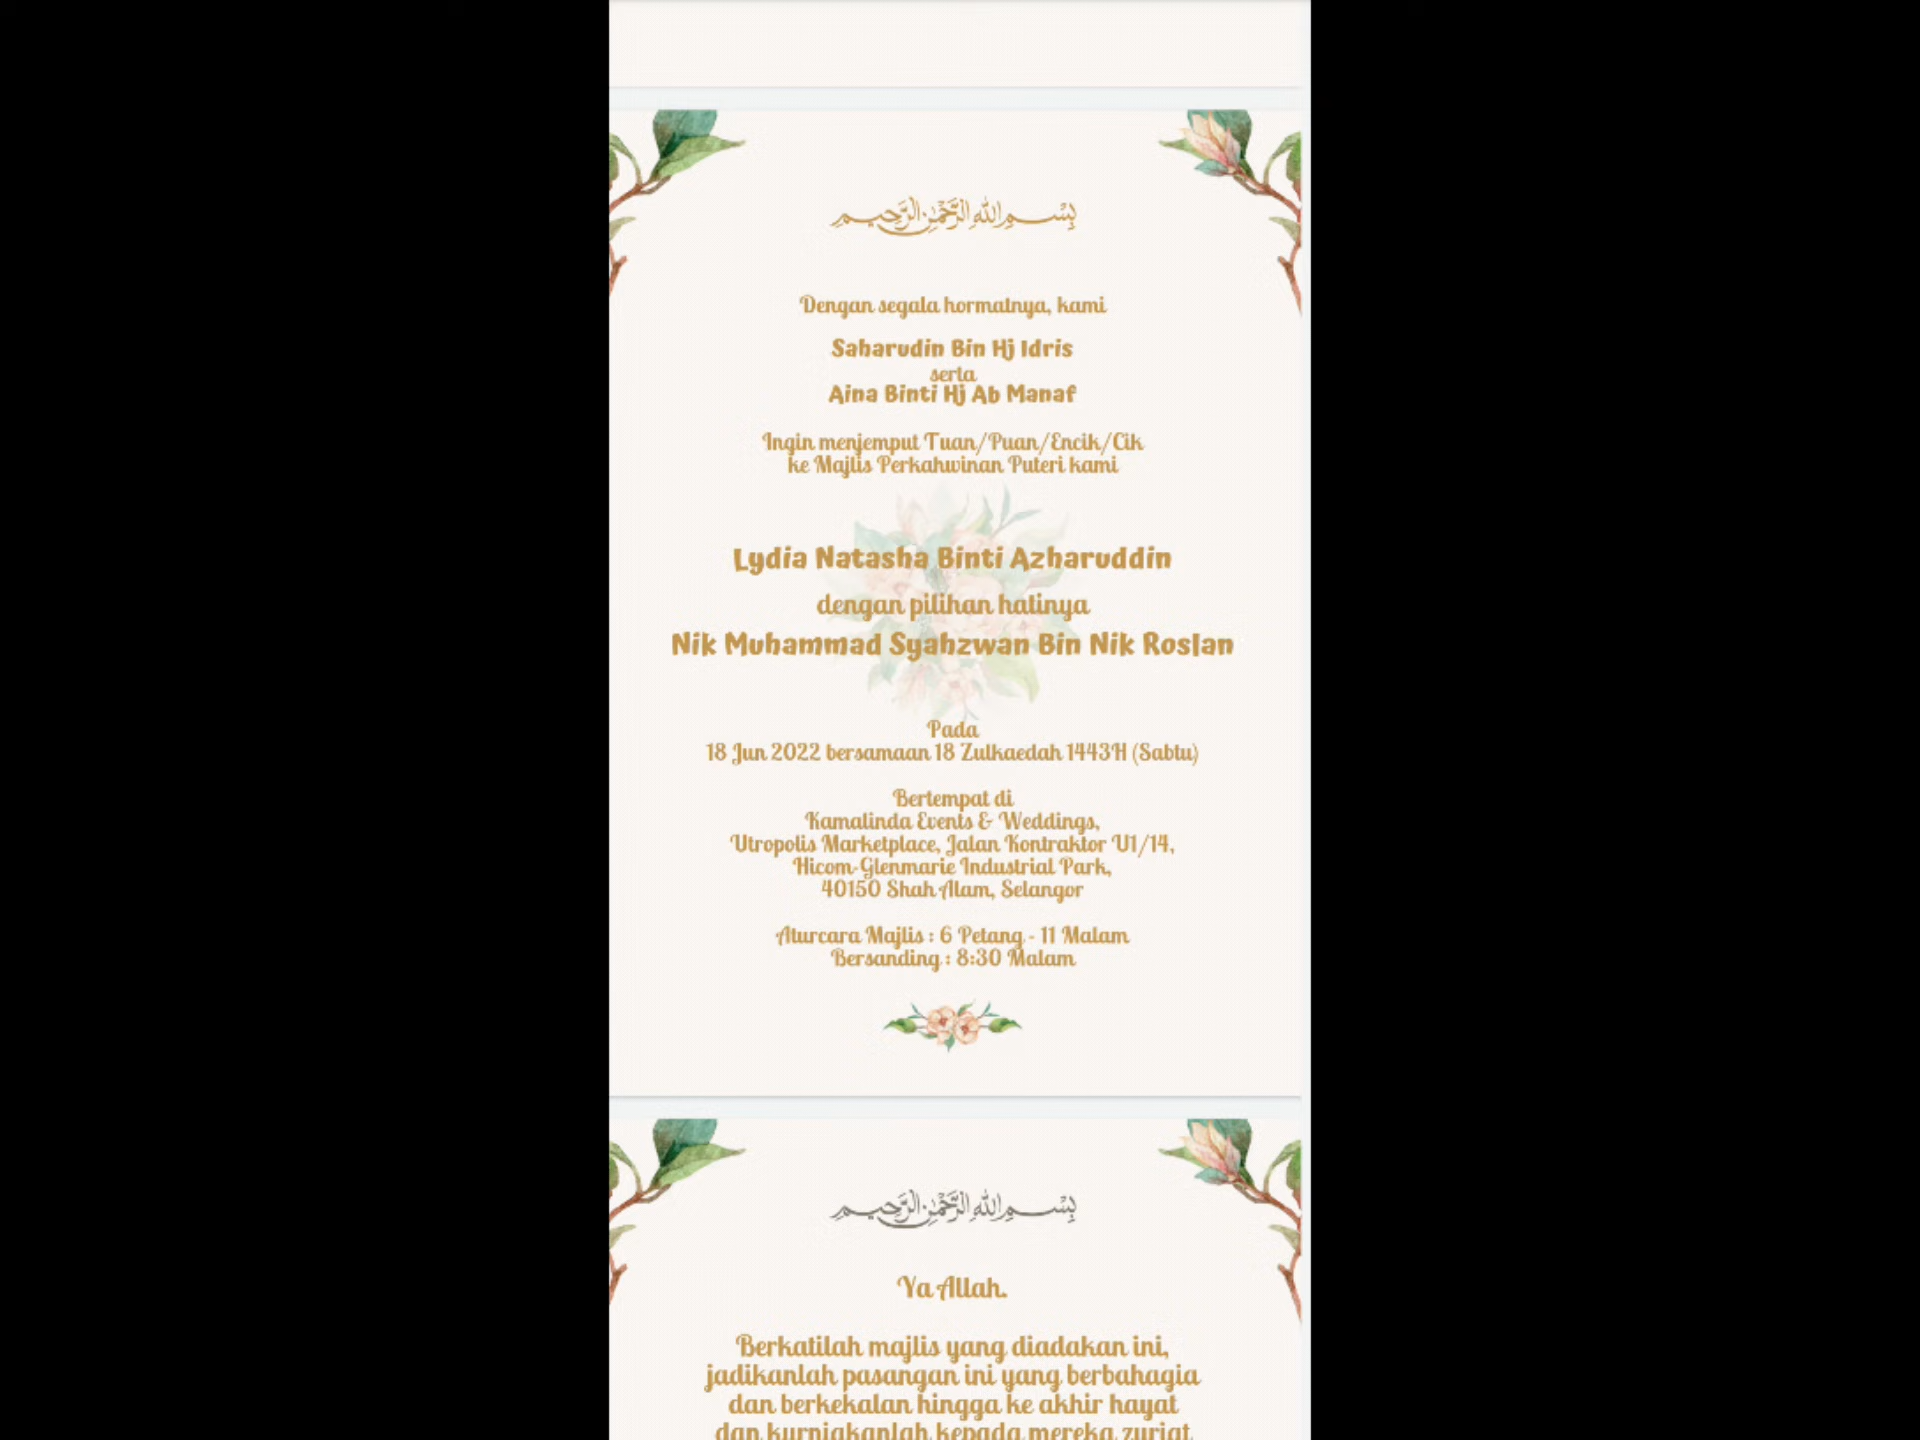 بِسْمِ اللهِ الرَّحْمٰنِ الرَّحِيمِ
Dengan segala hormatnya, kami
Saharudin Bin Hj Idris
serta
Aina Binti Hj Ab Manaf
Ingin menjemput Tuan/Puan/Encik/Cik
ke Majlis Perkahwinan Puteri kami
Lydia Natasha Binti Azharuddin
dengan pilihan hatinya
Nik Muhammad Syahzwan Bin Nik Roslan
Pada
18 Jun 2022 bersamaan 18 Zulkaedah 1443H (Sabtu)
Bertempat di
Kamalinda Events & Weddings,
Utropolis Marketplace, Jalan Kontraktor U1/14,
Hicom-Glenmarie Industrial Park,
40150 Shah Alam, Selangor
Aturcara Majlis : 6 Petang - 11 Malam
Bersanding : 8:30 Malam
بِسْمِ اللهِ الرَّحْمٰنِ الرَّحِيمِ
Ya Allah.
Berkatilah majlis yang diadakan ini,
jadikanlah pasangan ini yang berbahagia
dan berkekalan hingga ke akhir hayat
dan kurniakanlah kepada mereka zuriat